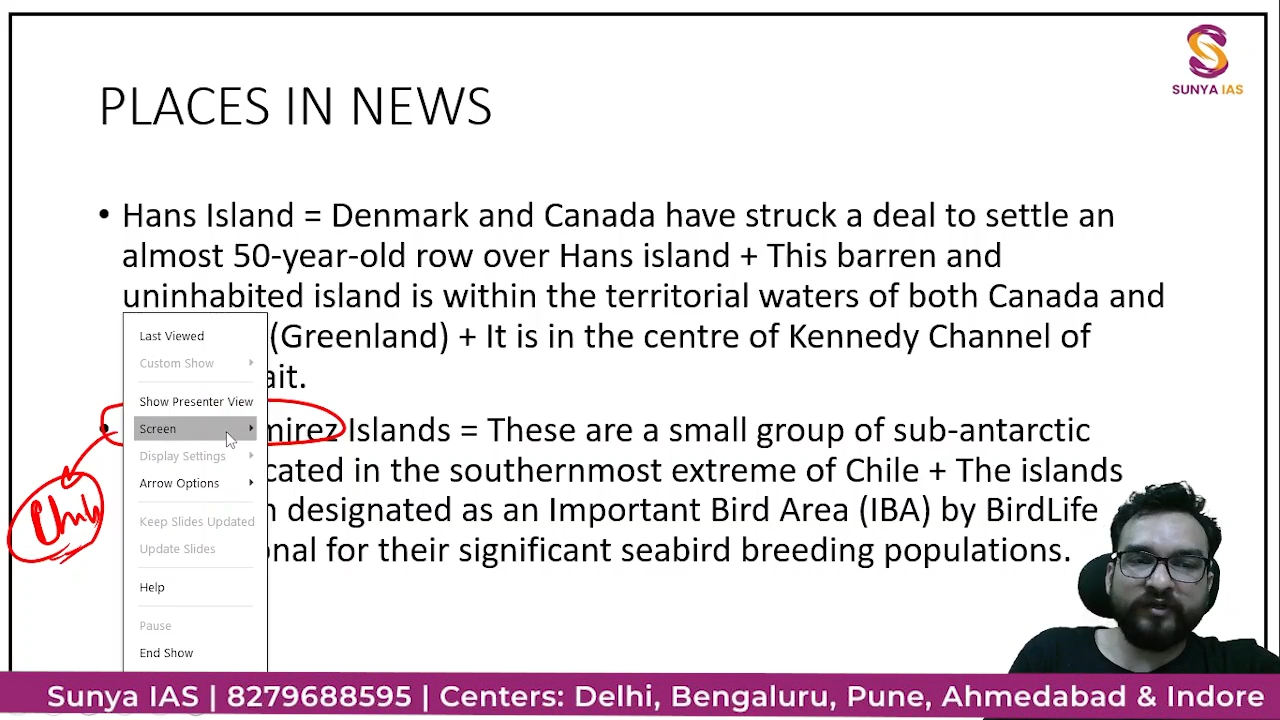 SUNYA IAS
PLACES IN NEWS
• Hans Island = Denmark and Canada have struck a deal to settle an
almost 50-year-old row over Hans island + This barren and
uninhabited island is within the territorial waters of both Canada and
(Greenland) + It is in the centre of Kennedy Channel of
ait.
mirez Islands = These are a small group of sub-antarctic
cated in the southernmost extreme of Chile + The islands
n designated as an Important Bird Area (IBA) by BirdLife
onal for their significant seabird breeding populations.
Last Viewed
Custom Show
Show Presenter View
Screen
Display Settings
Arrow Options
Keep Slides Updated
Update Slides
Help
Pause
End Show
Sunya IAS | 8279688595 | Centers: Delhi, Bengaluru, Pune, Ahmedabad & Indore